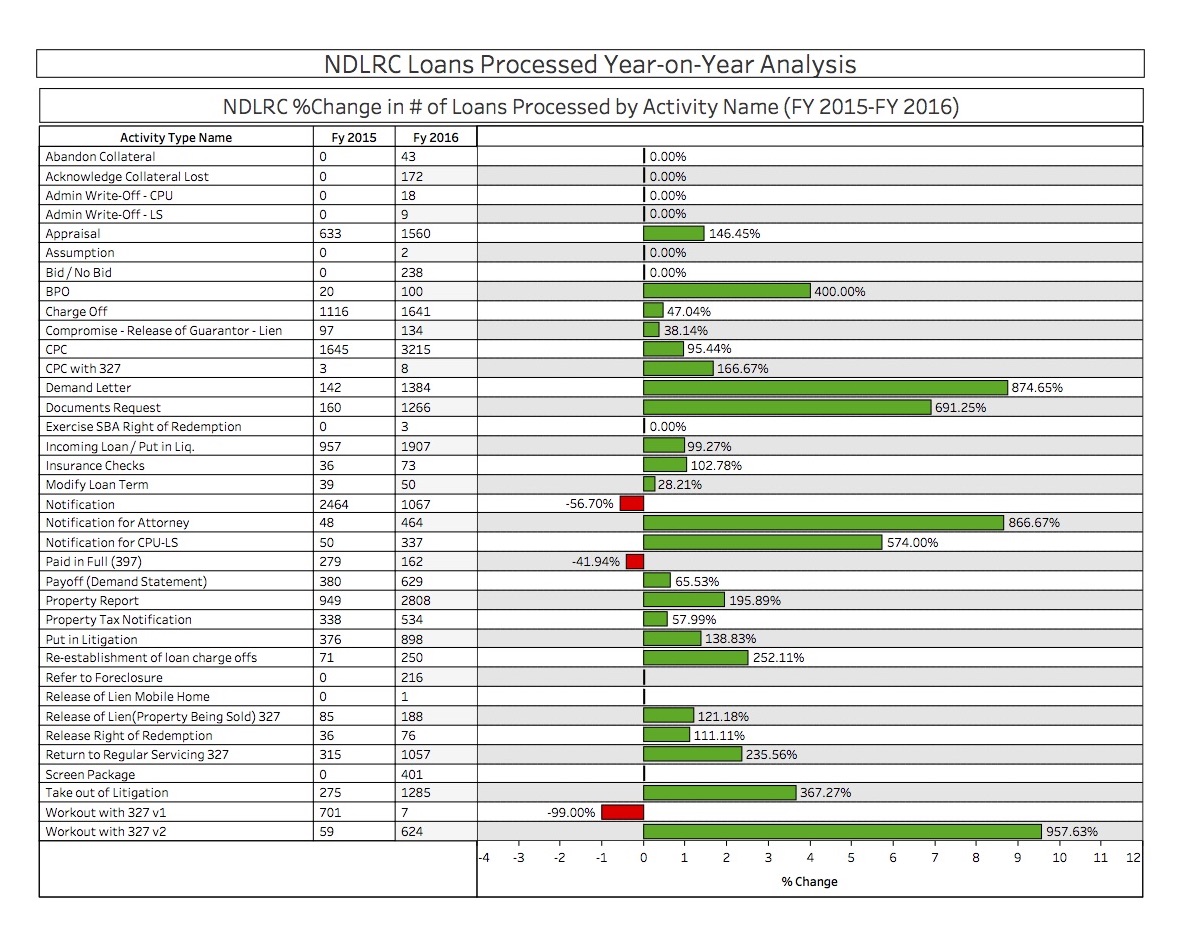 NDLRC Loans Processed Year-on-Year Analysis
NDLRC %Change in # of Loans Processed by Activity Name (FY 2015-FY 2016)
Activity Type Name Fy 2015 Fy 2016
Abandon Collateral 0 43 0.00%
Acknowledge Collateral Lost 0 172 0.00%
Admin Write-Off - CPU 0 18 0.00%
Admin Write-Off - LS 0 9 0.00%
Appraisal 633 1560 146.45%
Assumption 0 2 0.00%
Bid / No Bid 0 238 0.00%
BPO 20 100 400.00%
Charge Off 1116 1641 47.04%
Compromise - Release of Guarantor - Lien 97 134 38.14%
CPC 1645 3215 95.44%
CPC with 327 3 8 166.67%
Demand Letter 142 1384 874.65%
Documents Request 160 1266 691.25%
Exercise SBA Right of Redemption 0 3 0.00%
Incoming Loan / Put in Liq. 957 1907 99.27%
Insurance Checks 36 73 102.78%
Modify Loan Term 39 50 28.21%
Notification 2464 1067 -56.70%
Notification for Attorney 48 464 866.67%
Notification for CPU-LS 50 337 574.00%
Paid in Full (397) 279 162 -41.94%
Payoff (Demand Statement) 380 629 65.53%
Property Report 949 2808 195.89%
Property Tax Notification 338 534 57.99%
Put in Litigation 376 898 138.83%
Re-establishment of loan charge offs 71 250 252.11%
Refer to Foreclosure 0 216
Release of Lien Mobile Home 0 1
Release of Lien(Property Being Sold) 327 85 188 121.18%
Release Right of Redemption 36 76 111.11%
Return to Regular Servicing 327 315 1057 235.56%
Screen Package 0 401
Take out of Litigation 275 1285 367.27%
Workout with 327 v1 701 7 -99.00%
Workout with 327 v2 59 624 957.63%
-4 -3 -2 -1 0 1 2 3 4 5 6 7 8 9 10 11 12
% Change